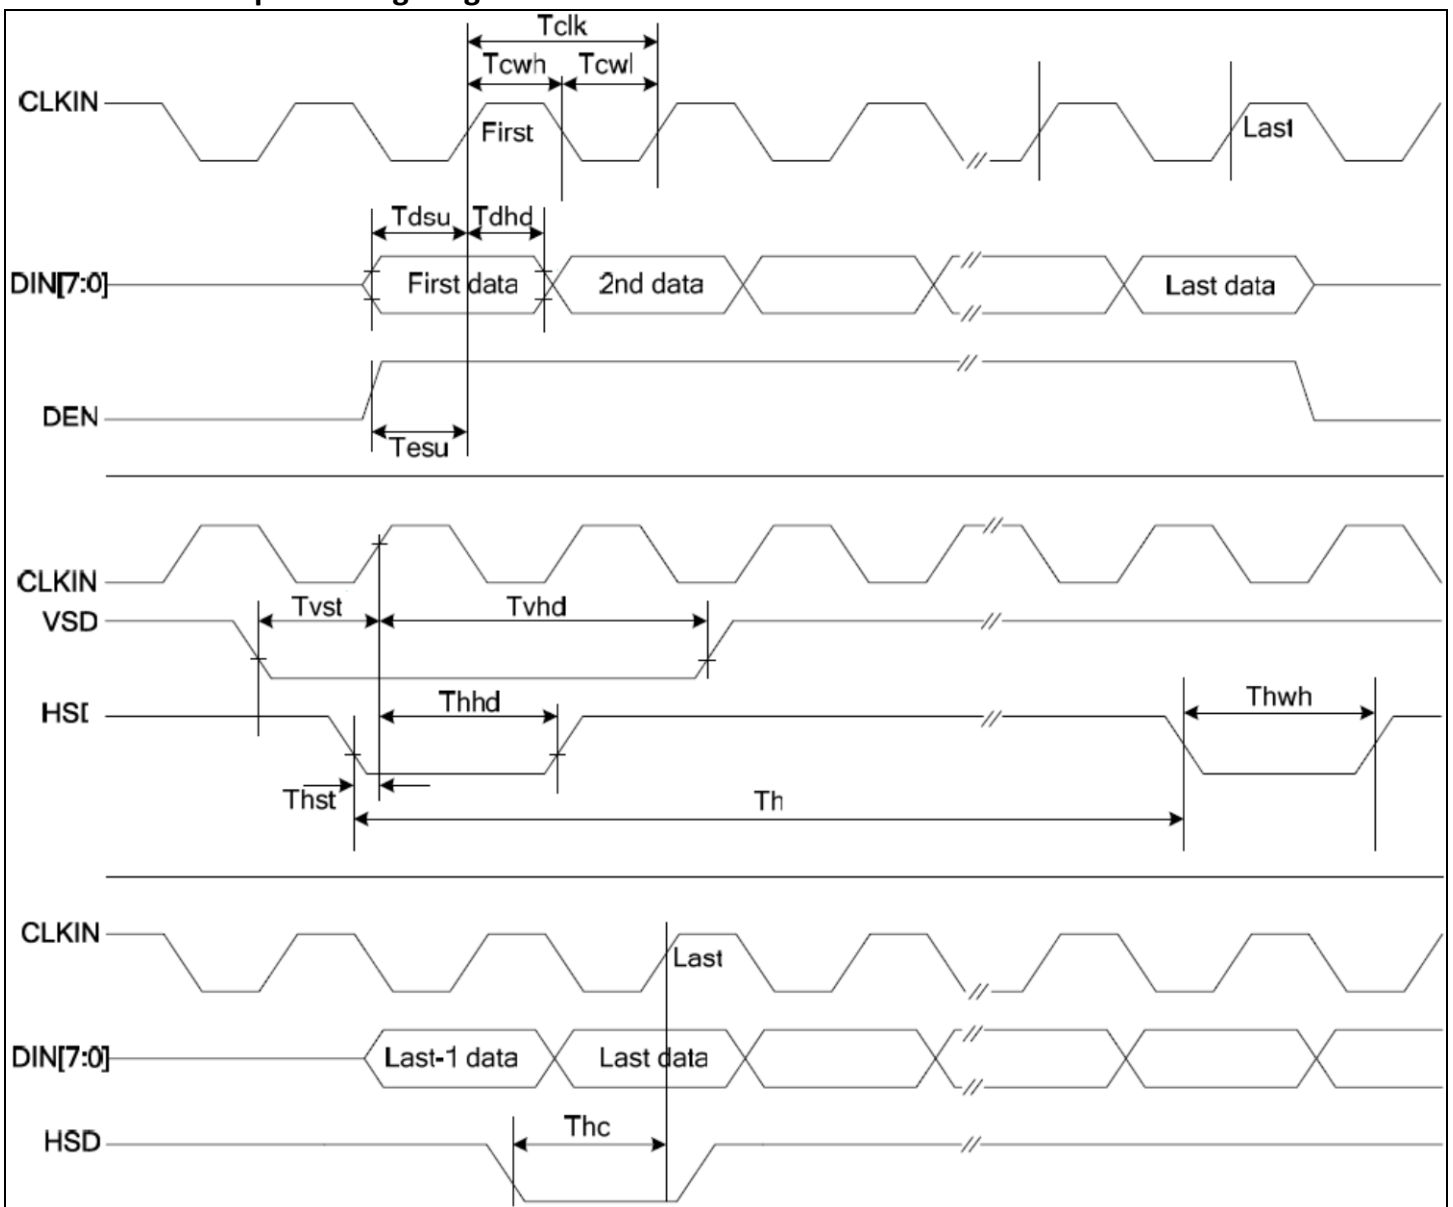 Tclk
Tcwh Tcwl
CLKIN
First
Last
Tdsu Tdhd
DIN[7:0]
First data
2nd data
Last data
DEN
Tesu
CLKIN
Tvst
Tvhd
VSD
Thhd
Thwh
HSI
Thst
Th
CLKIN
Last
DIN[7:0]
Last-1 data
Last data
Thc
HSD